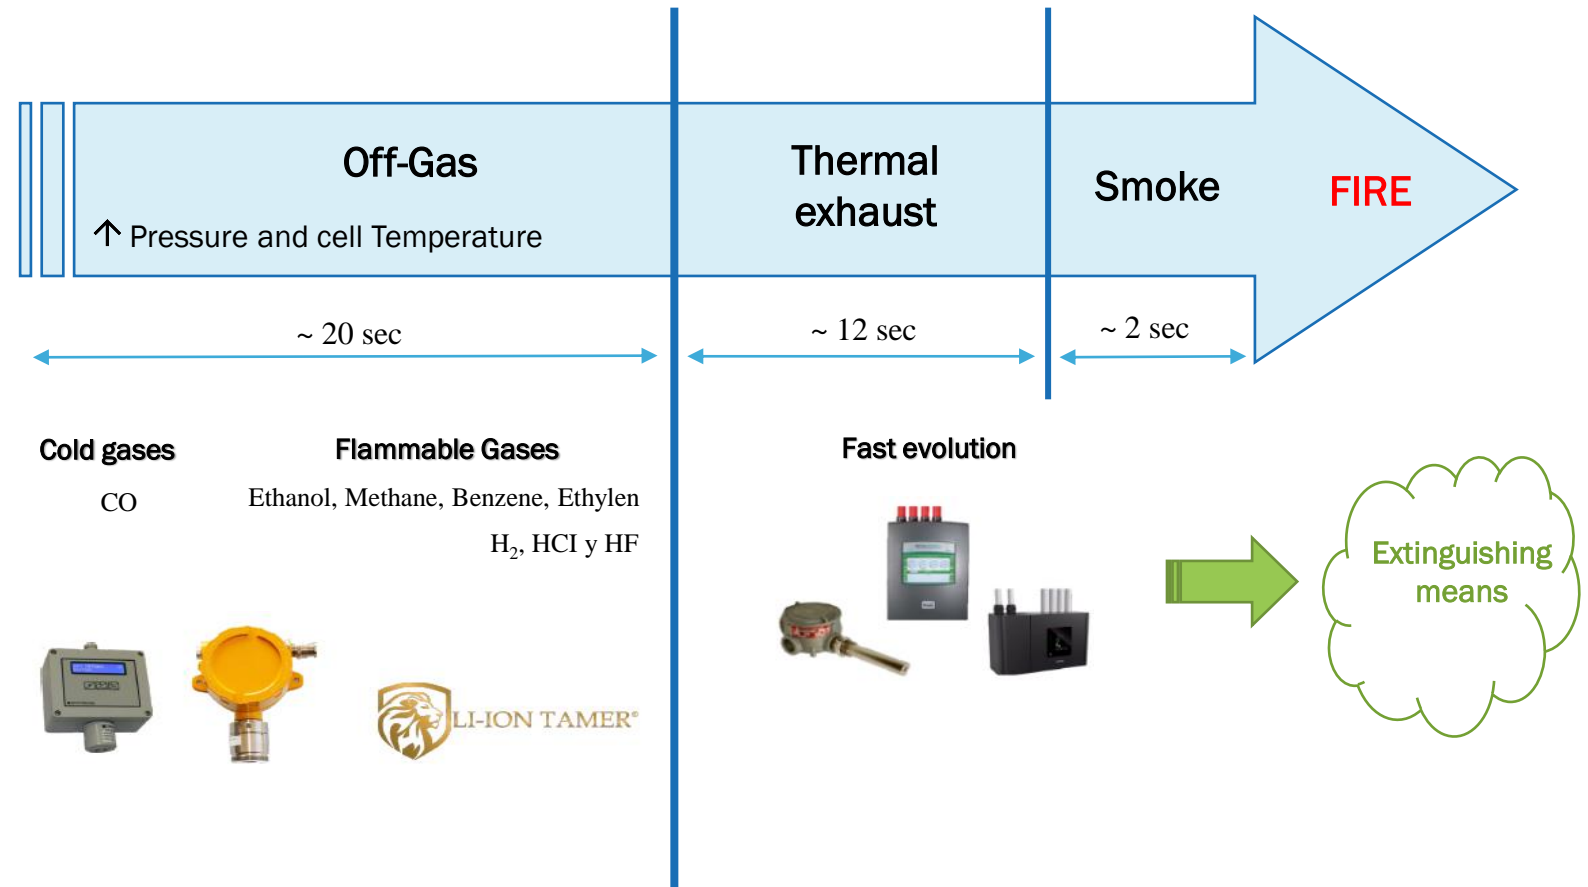 Off-Gas
↑ Pressure and cell Temperature
Thermal
exhaust
Smoke
FIRE
~ 20 sec
~ 12 sec
~ 2 sec
Cold gases
CO
Flammable Gases
Ethanol, Methane, Benzene, Ethylen
H₂, HCI y HF
LI-ION TAMER®
Fast evolution
Extinguishing
means